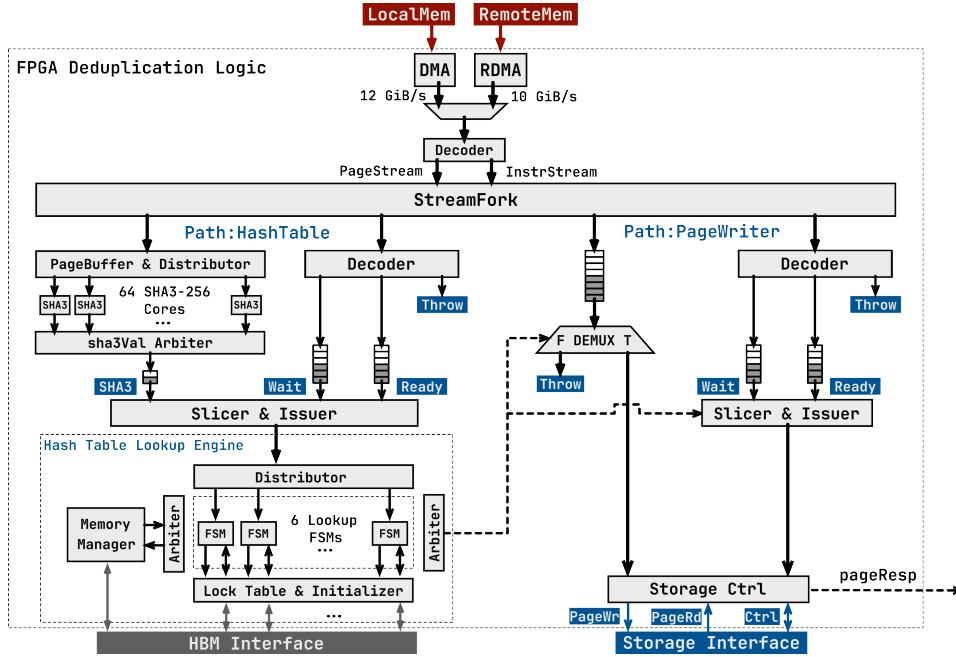 LocalMem
RemoteMem
FPGA Deduplication Logic
DMA
RDMA
12 GiB/s
10 GiB/s
Decoder
PageStream
InstrStream
StreamFork
Path:HashTable
Path:PageWriter
PageBuffer & Distributor
Decoder
Decoder
SHA3
SHA3
SHA3
64 SHA3-256
Cores
...
Throw
Throw
sha3Val Arbiter
F DEMUX T
Throw
SHA3
Wait
Ready
Wait
Ready
Slicer & Issuer
Slicer & Issuer
Hash Table Lookup Engine
Distributor
Memory
Manager
Arbiter
FSM
FSM
FSM
6 Lookup
FSMs
...
Arbiter
Lock Table & Initializer
...
Storage Ctrl
pageResp
PageWr
PageRd
Ctrl
HBM Interface
Storage Interface